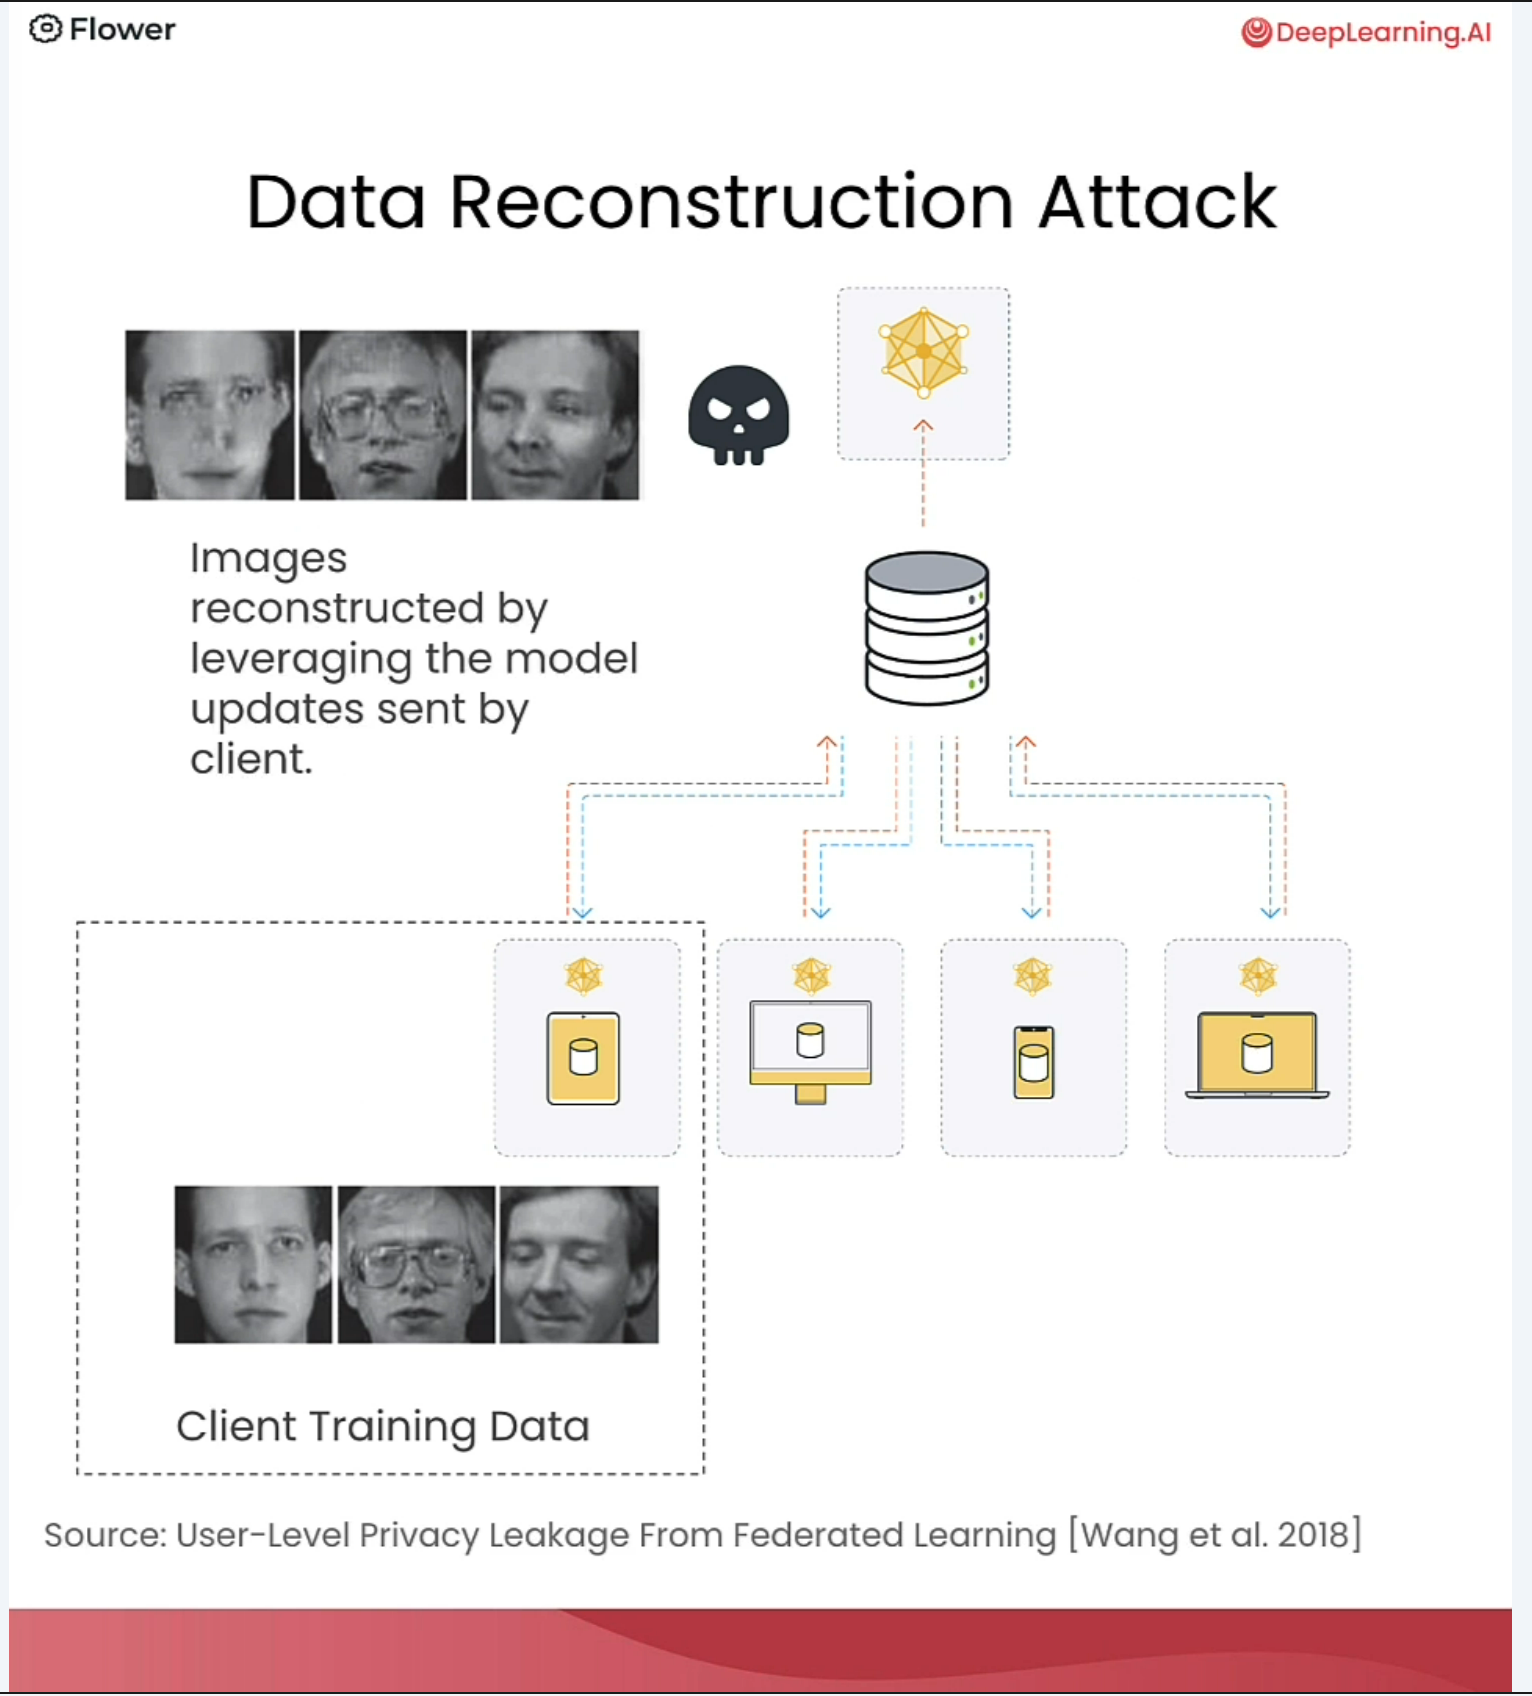 Flower
DeepLearning.AI
Data Reconstruction Attack
Images
reconstructed by
leveraging the model
updates sent by
client.
Client Training Data
Source: User-Level Privacy Leakage From Federated Learning [Wang et al. 2018]